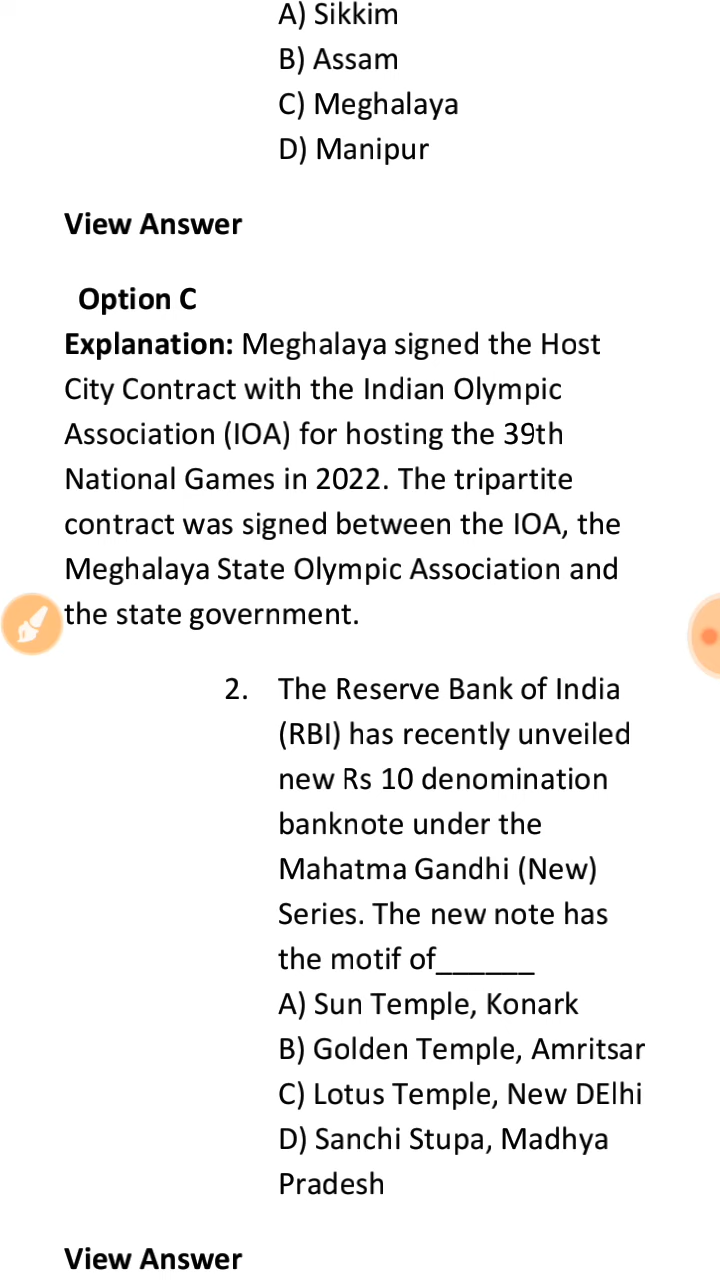 A) Sikkim
B) Assam
C) Meghalaya
D) Manipur
View Answer
Option C
Explanation: Meghalaya signed the Host
City Contract with the Indian Olympic
Association (IOA) for hosting the 39th
National Games in 2022. The tripartite
contract was signed between the IOA, the
Meghalaya State Olympic Association and
the state government.
2. The Reserve Bank of India
(RBI) has recently unveiled
new Rs 10 denomination
banknote under the
Mahatma Gandhi (New)
Series. The new note has
the motif of______
A) Sun Temple, Konark
B) Golden Temple, Amritsar
C) Lotus Temple, New DElhi
D) Sanchi Stupa, Madhya
Pradesh
View Answer